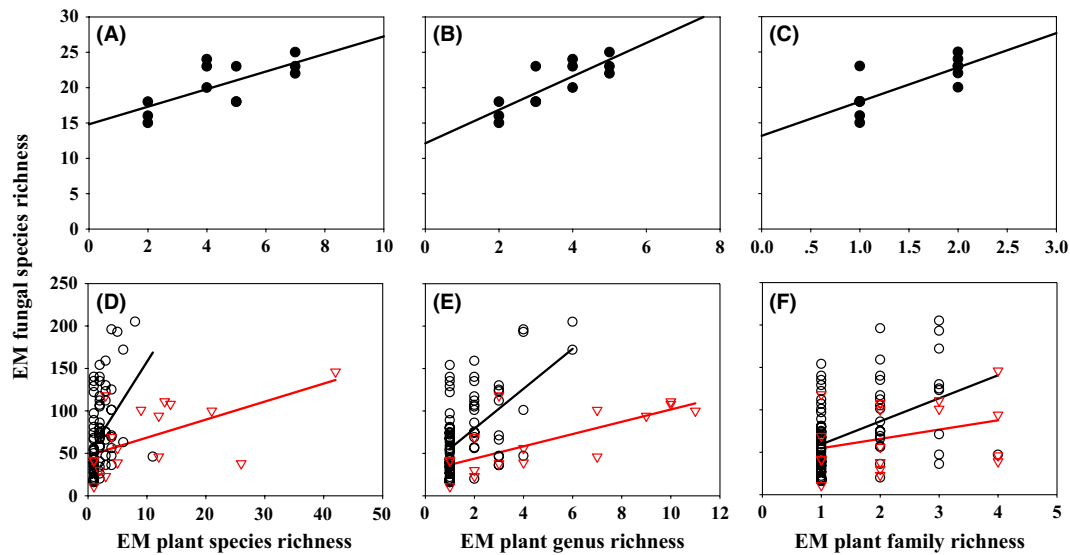 EM fungal species richness
(A)
30
25
20
15
10
5
0
0 2 4 6 8 10
(B)
0 2 4 6 8
(C)
0.0 .5 1.0 1.5 2.0 2.5 3.0
(D)
250
200
150
100
50
0
0 10 20 30 40 50
EM plant species richness
(E)
0 2 4 6 8 10 12
EM plant genus richness
(F)
0 1 2 3 4 5
EM plant family richness